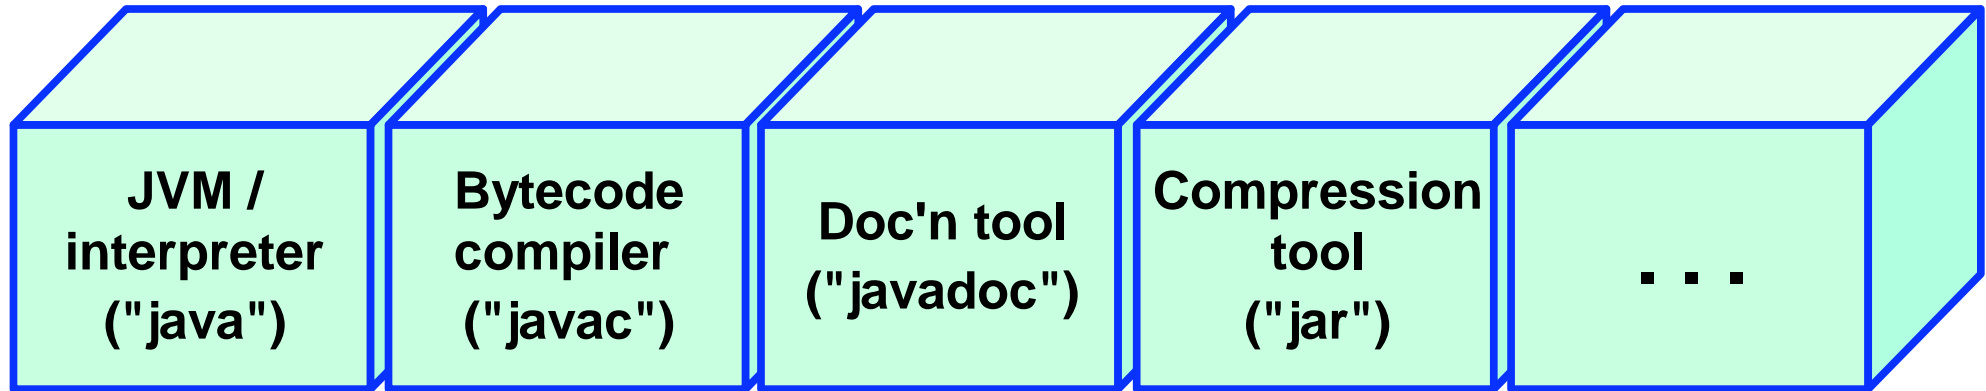 JVM /
interpreter
("java")
Bytecode
compiler
("javac")
Doc'n tool
("javadoc")
Compression
tool
("jar")
. . .